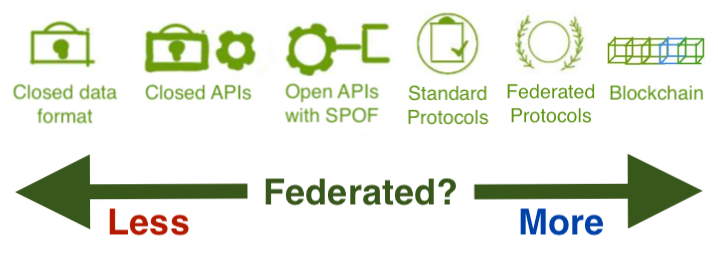 Closed data
format
Closed APIs
Open APIs
with SPOF
Standard
Protocols
Federated
Protocols
Blockchain
Federated?
Less
More